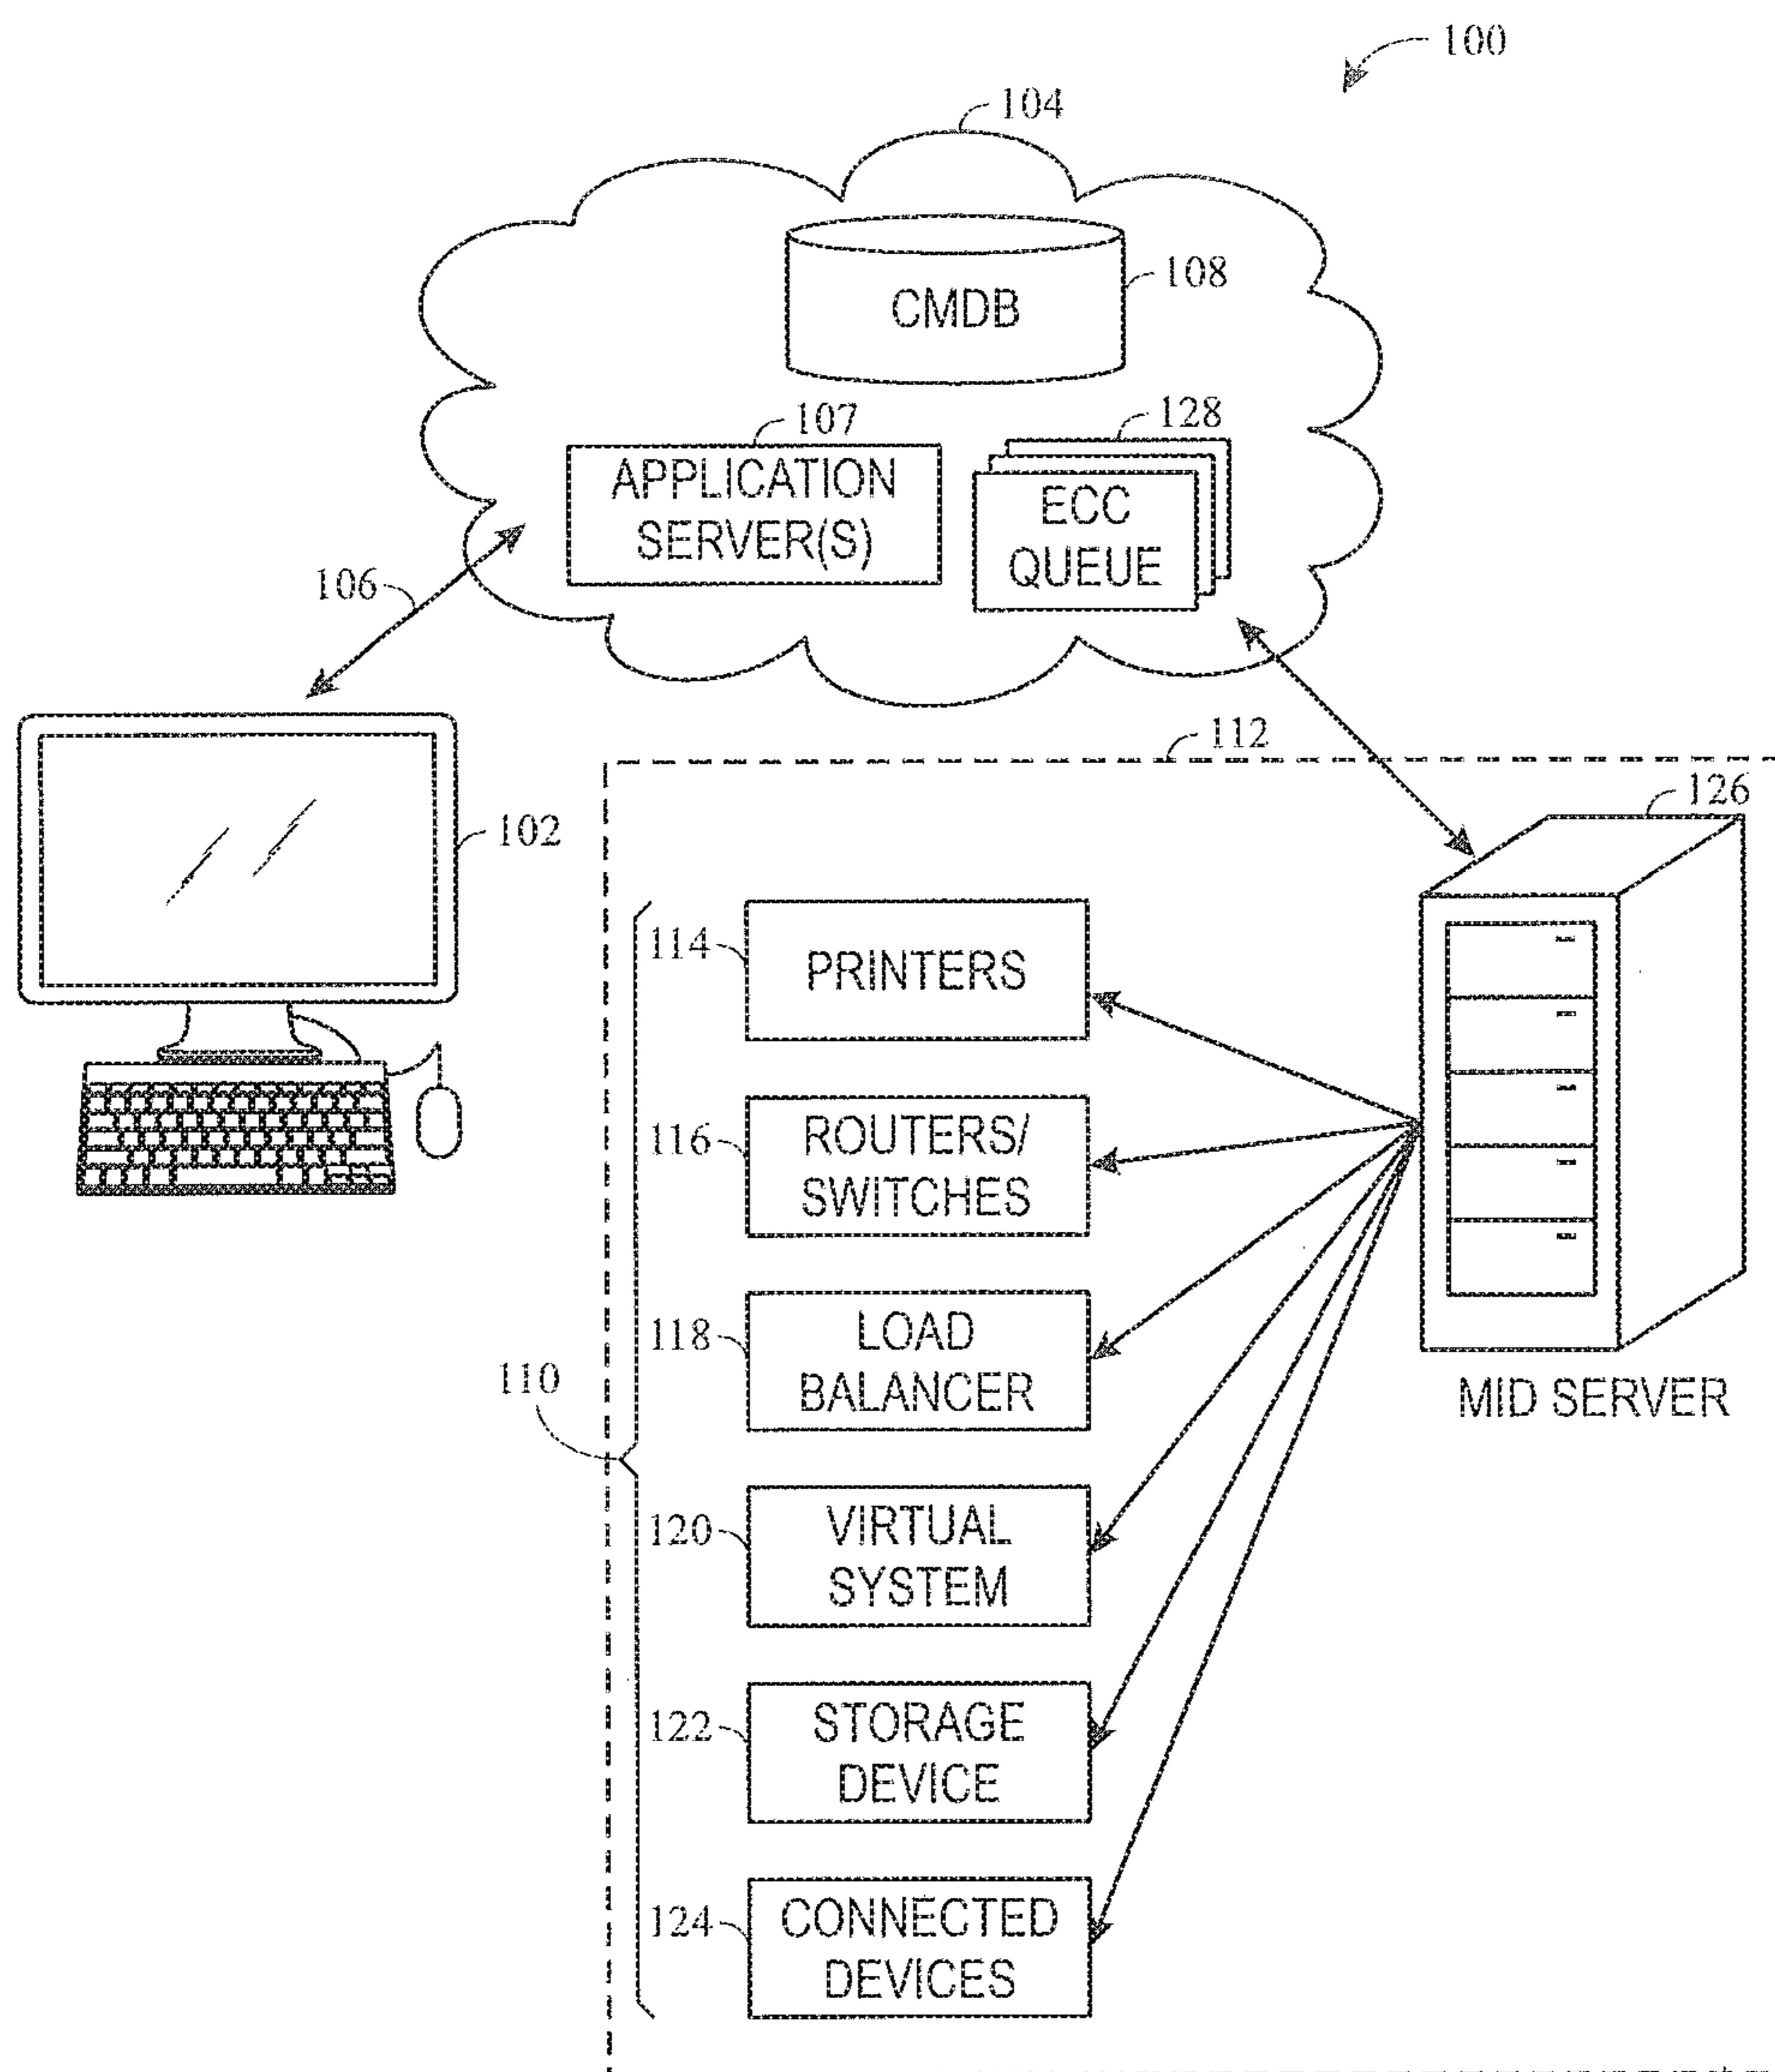 100
104
CMDB
108
107
128
APPLICATION
SERVER(S)
ECC
QUEUE
106
112
102
126
114
PRINTERS
116
ROUTERS/
SWITCHES
118
LOAD
BALANCER
110
MID SERVER
120
VIRTUAL
SYSTEM
122
STORAGE
DEVICE
124
CONNECTED
DEVICES